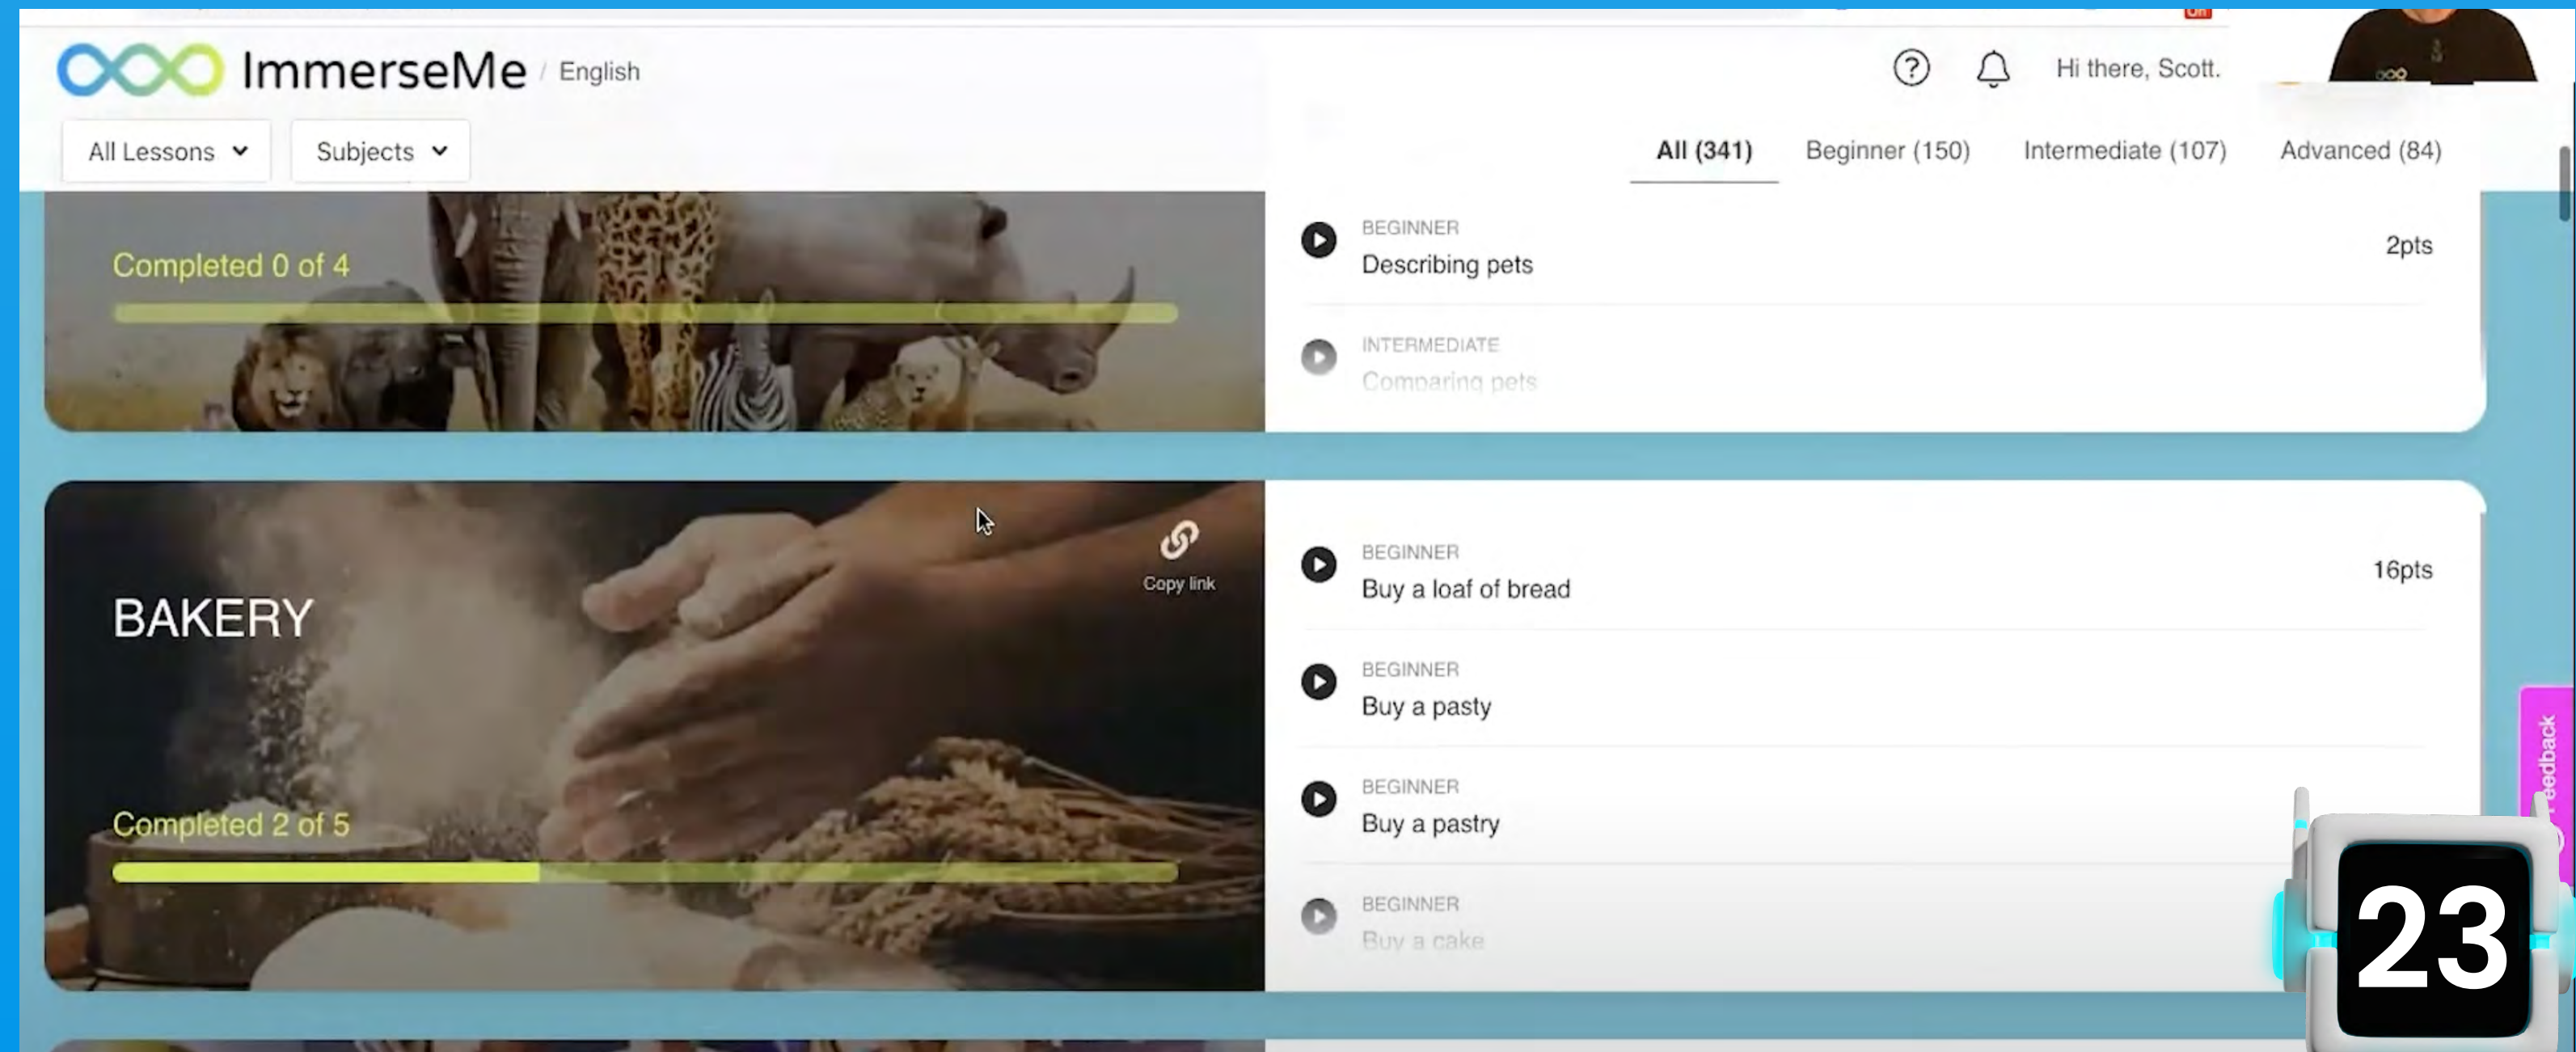 ImmerseMe / English
Hi there, Scott.
All Lessons
Subjects
All (341)
Beginner (150)
Intermediate (107)
Advanced (84)
Completed 0 of 4
BEGINNER
Describing pets
2pts
INTERMEDIATE
Comparing pets
BAKERY
Copy link
Completed 2 of 5
BEGINNER
Buy a loaf of bread
16pts
BEGINNER
Buy a pasty
BEGINNER
Buy a pastry
BEGINNER
Buy a cake
Feedback
23